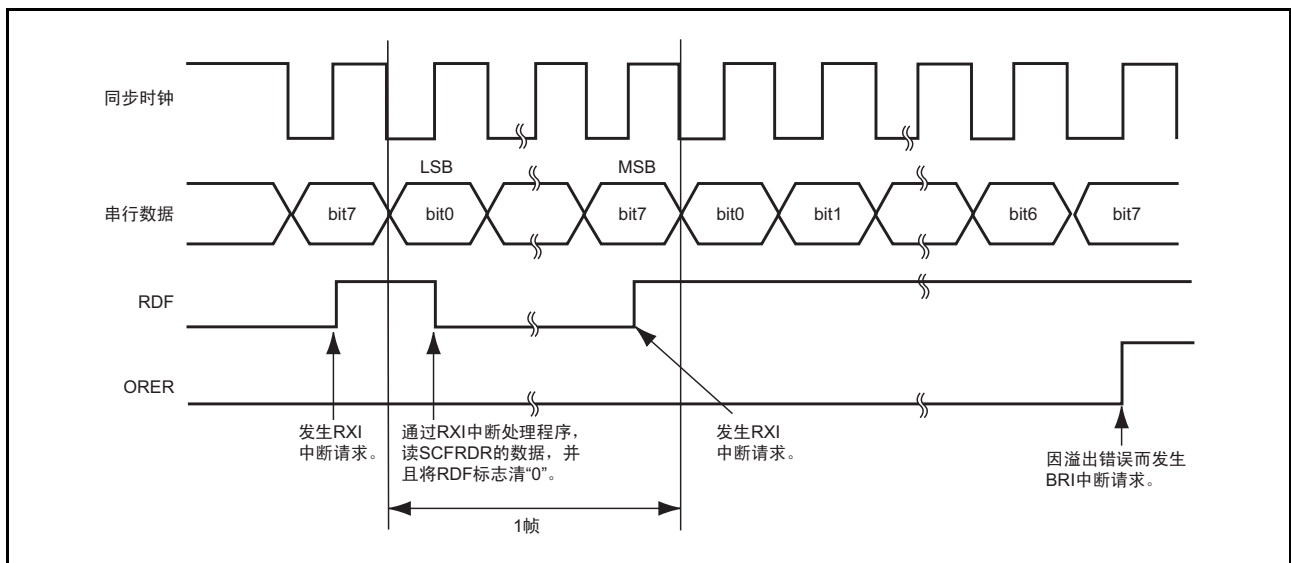 同步时钟
LSB
MSB
串行数据
bit7
bit0
bit7
bit0
bit1
bit6
bit7
RDF
ORER
发生RXI
中断请求。
通过RXI中断处理程序，
读SCFRDR的数据，并
且将RDF标志清“0”。
发生RXI
中断请求。
因溢出错误而发生
BRI中断请求。
1帧